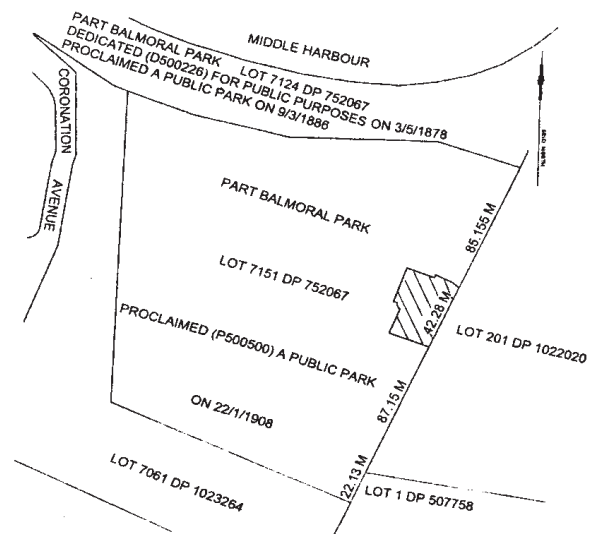 MIDDLE HARBOUR
PART BALMORAL PARK LOT 7124 DP 752067
DEDICATED (D500226) FOR PUBLIC PURPOSES ON 3/5/1878
PROCLAIMED A PUBLIC PARK ON 9/3/1886
CORONATION
AVENUE
GRID NORTH
PART BALMORAL PARK
85.155 M
LOT 7151 DP 752067
42.28 M
LOT 201 DP 1022020
PROCLAIMED (P500500) A PUBLIC PARK
87.15 M
ON 22/1/1908
22.13 M
LOT 7061 DP 1023264
LOT 1 DP 507758